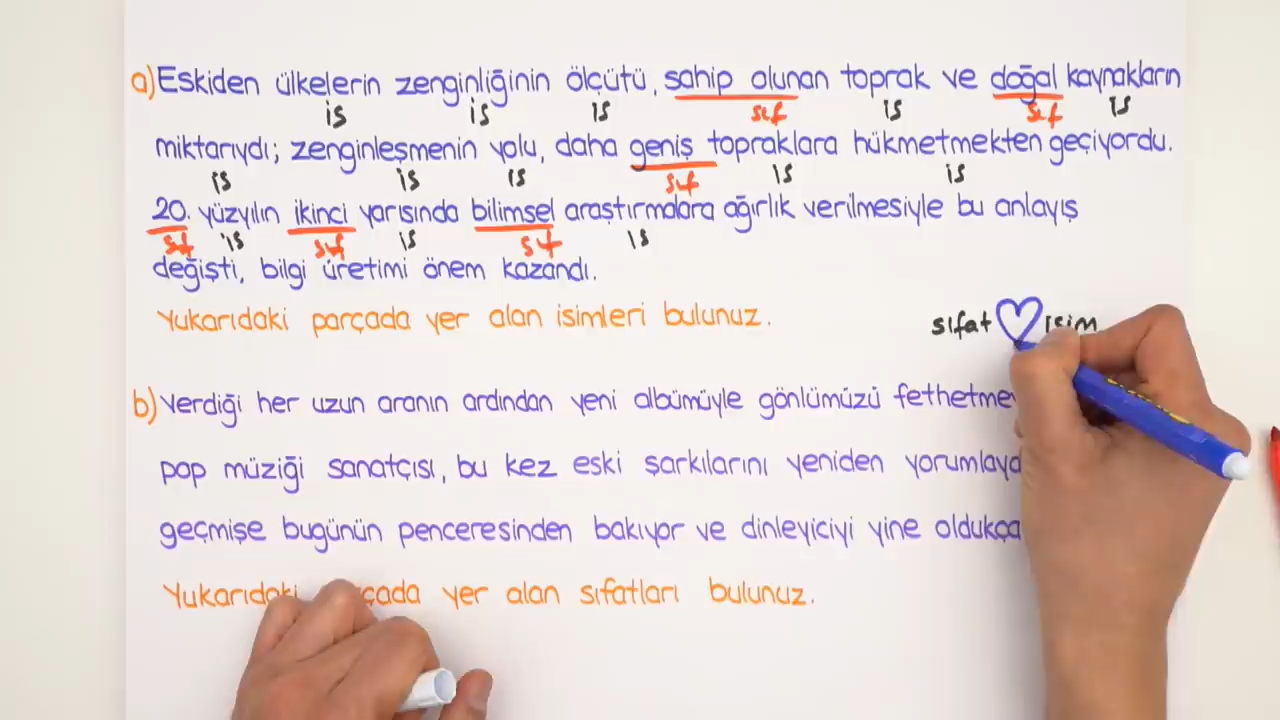 a) Eskiden ülkelerin zenginliğinin ölçütü, sahip olunan toprak ve doğal kaynakların
is is is sıf is sıf is
miktarıydı; zenginleşmenin yolu, daha geniş topraklara hükmetmekten geçiyordu.
is is is sıf is is
20. yüzyılın ikinci yarısında bilimsel araştırmalara ağırlık verilmesiyle bu anlayış
sıf is sıf is sıf is
değişti, bilgi üretimi önem kazandı.
Yukarıdaki parçada yer alan isimleri bulunuz.
sıfat isim
b) Verdiği her uzun aranın ardından yeni albümüyle gönlümüzü
pop müziği sanatçısı, bu kez eski şarkılarını yeniden
geçmişe bugünün penceresinden bakıyor ve dinleyiciyi yine
Yukarıdaki yer alan sıfatları bulunuz.